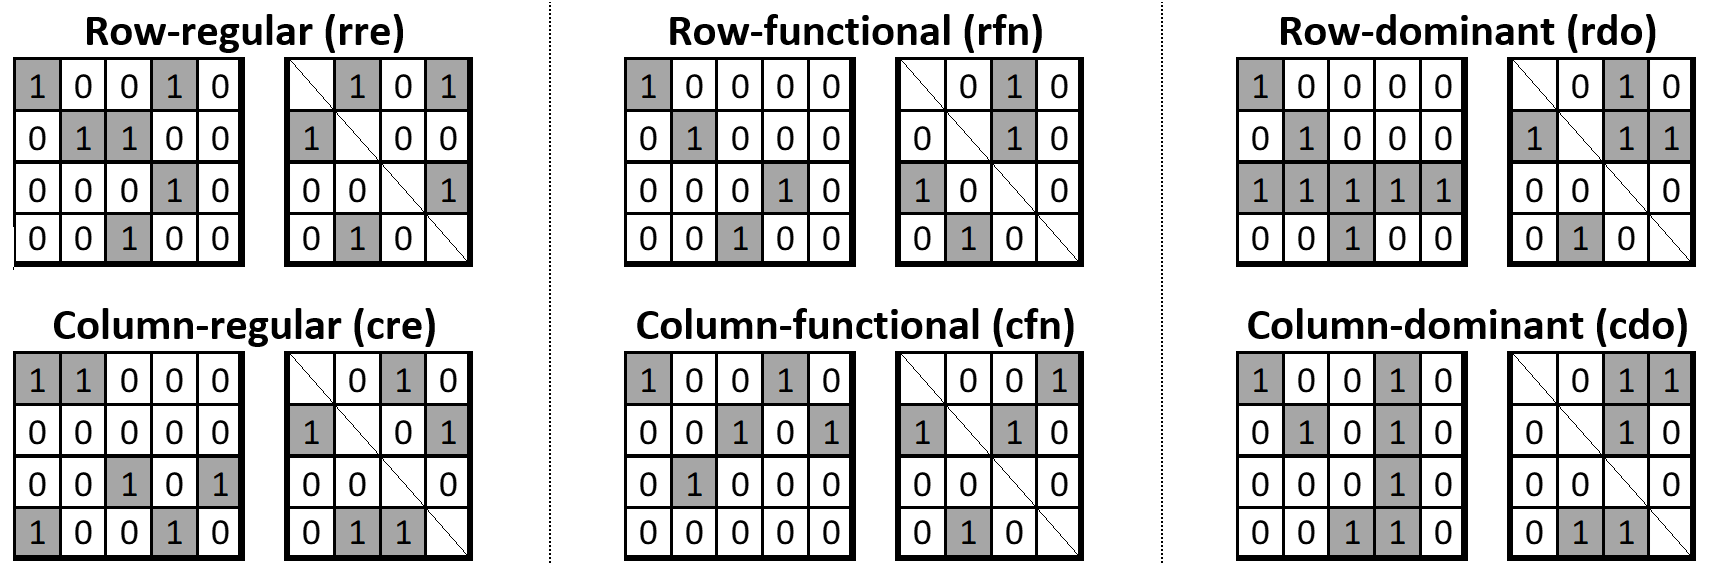 Row-regular (rre)
1 0 0 1 0
0 1 1 0 0
0 0 0 1 0
0 0 1 0 0
1 0 1
1 0 0
0 0 1
0 1 0
Row-functional (rfn)
1 0 0 0 0
0 1 0 0 0
0 0 0 1 0
0 0 1 0 0
0 1 0
0 1 0
1 0 0
0 1 0
Row-dominant (rdo)
1 0 0 0 0
0 1 0 0 0
1 1 1 1 1
0 0 1 0 0
0 1 0
1 1 1
0 0 0
0 1 0
Column-regular (cre)
1 1 0 0 0
0 0 0 0 0
0 0 1 0 1
1 0 0 1 0
0 1 0
1 0 1
0 0 0
0 1 1
Column-functional (cfn)
1 0 0 1 0
0 0 1 0 1
0 1 0 0 0
0 0 0 0 0
0 0 1
1 1 0
0 0 0
0 1 0
Column-dominant (cdo)
1 0 0 1 0
0 1 0 1 0
0 0 0 1 0
0 0 1 1 0
0 1 1
0 1 0
0 0 0
0 1 1